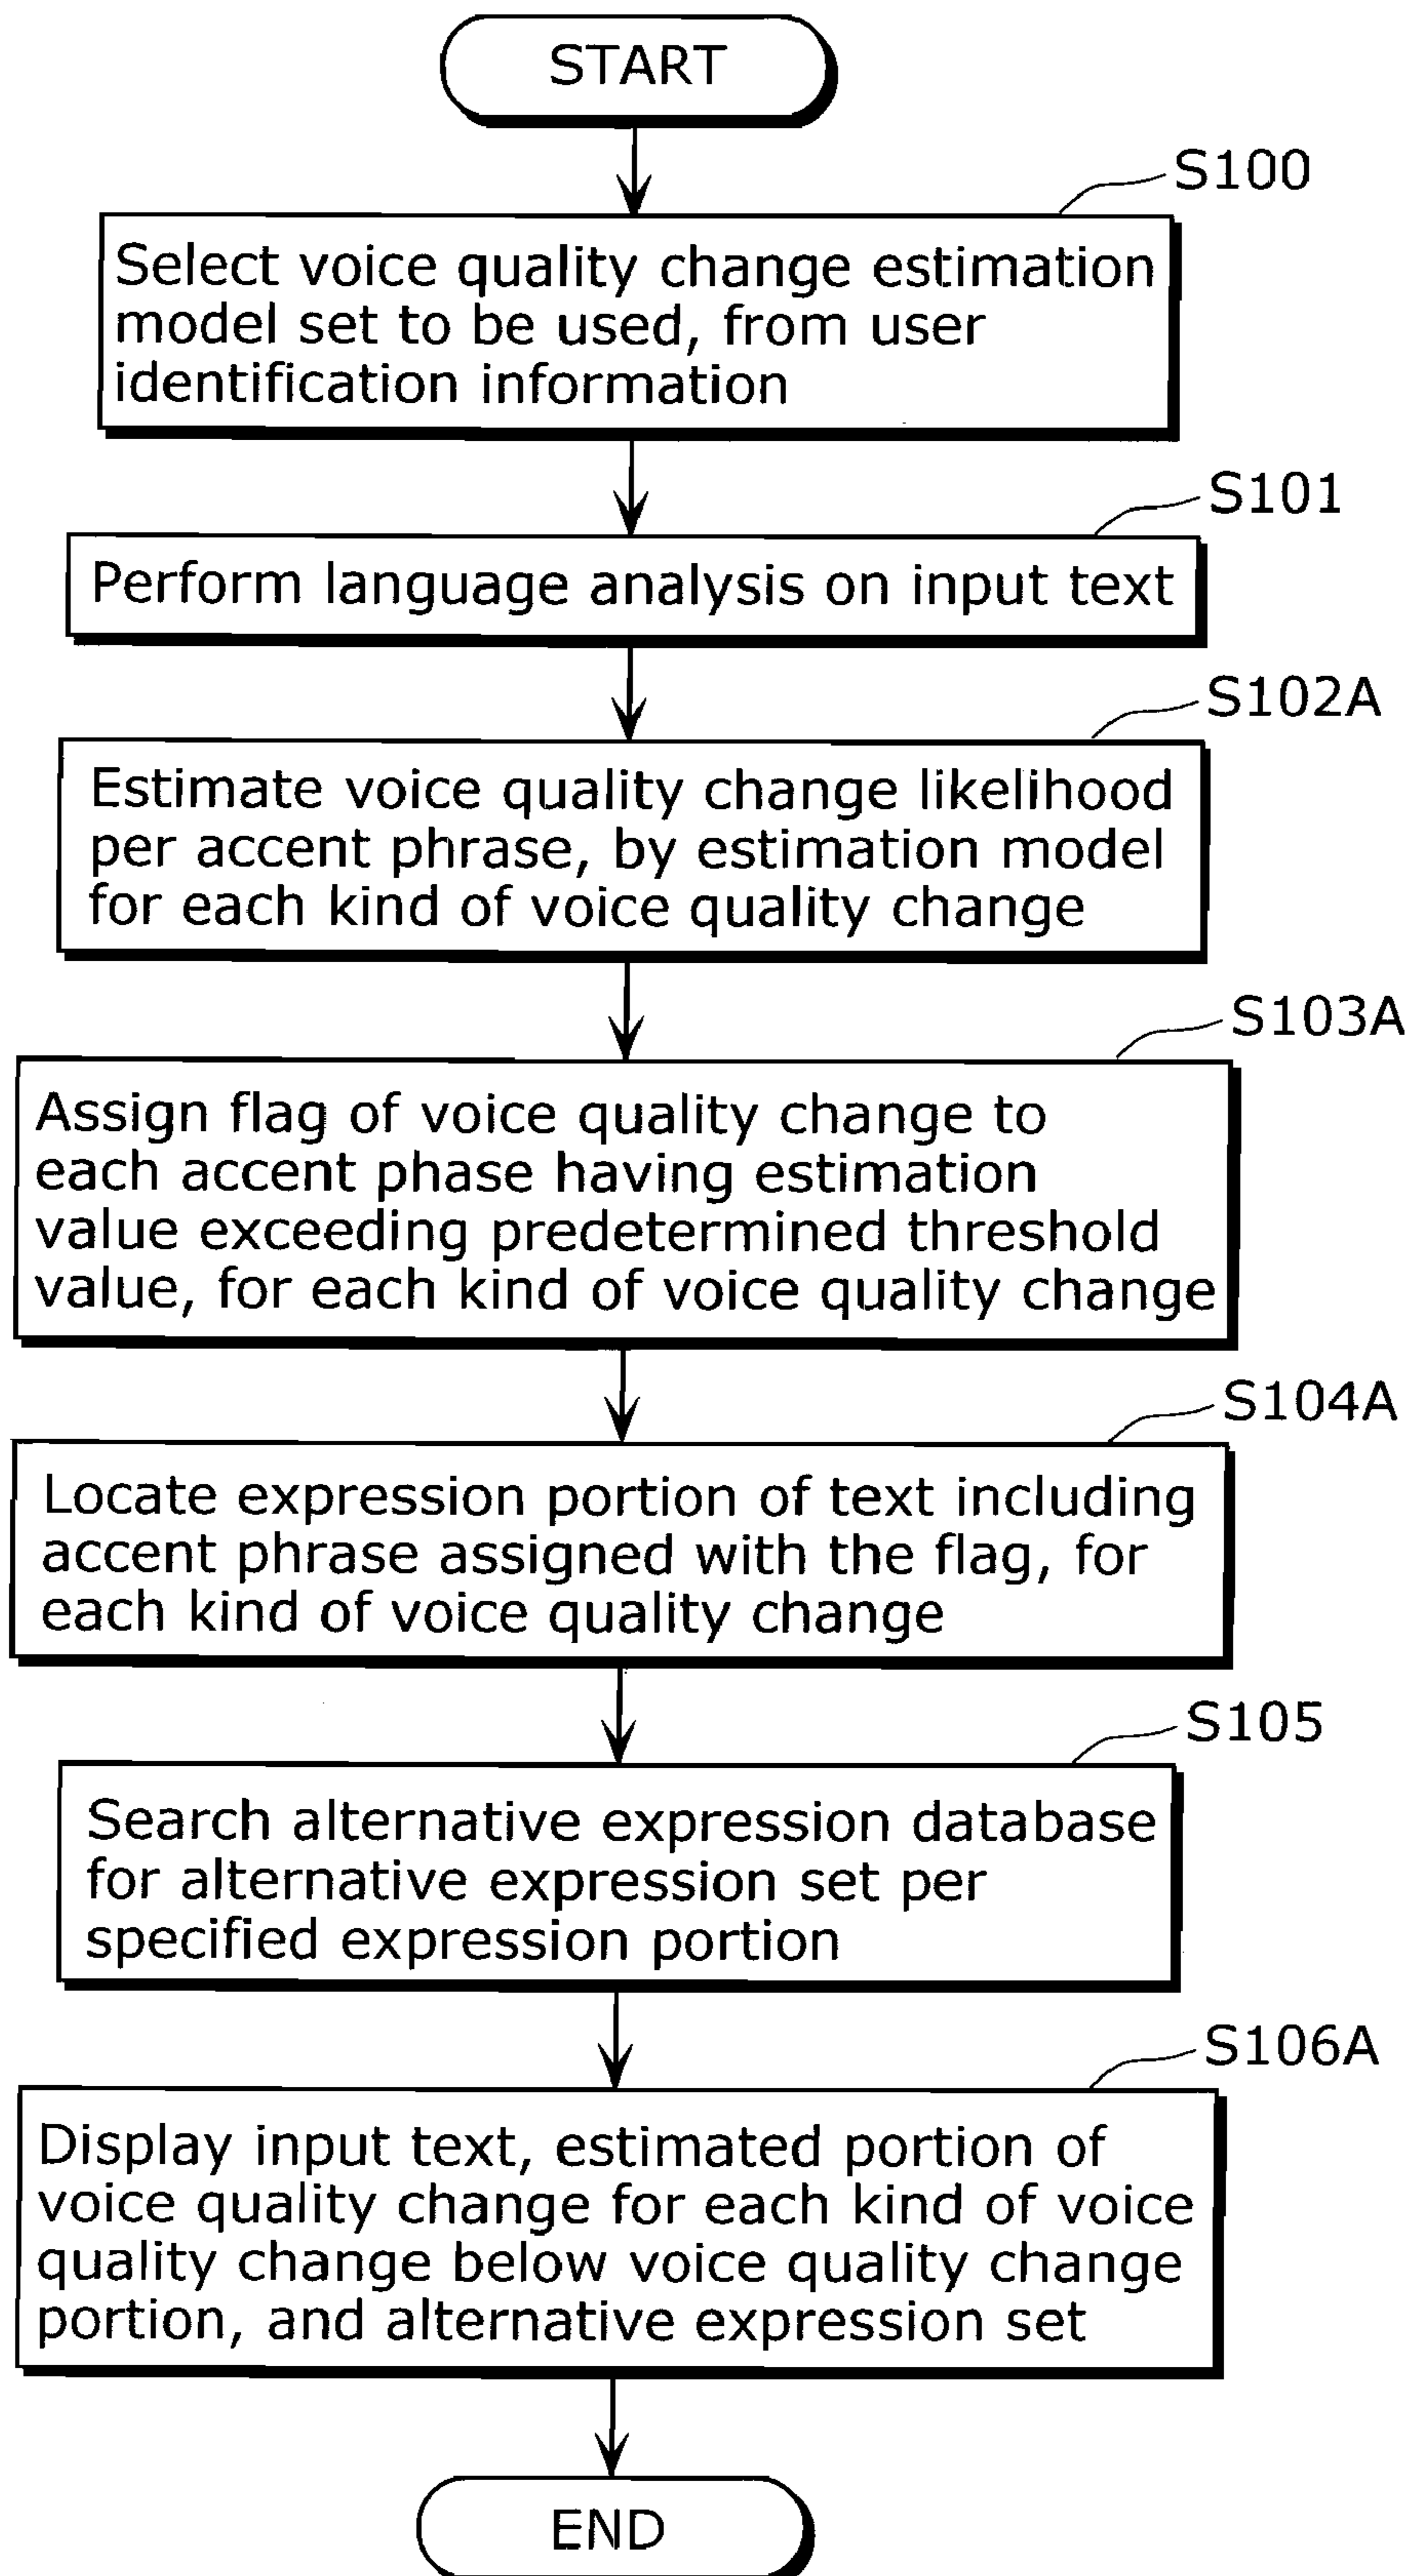 START
S100
Select voice quality change estimation
model set to be used, from user
identification information
S101
Perform language analysis on input text
S102A
Estimate voice quality change likelihood
per accent phrase, by estimation model
for each kind of voice quality change
S103A
Assign flag of voice quality change to
each accent phase having estimation
value exceeding predetermined threshold
value, for each kind of voice quality change
S104A
Locate expression portion of text including
accent phrase assigned with the flag, for
each kind of voice quality change
S105
Search alternative expression database
for alternative expression set per
specified expression portion
S106A
Display input text, estimated portion of
voice quality change for each kind of voice
quality change below voice quality change
portion, and alternative expression set
END